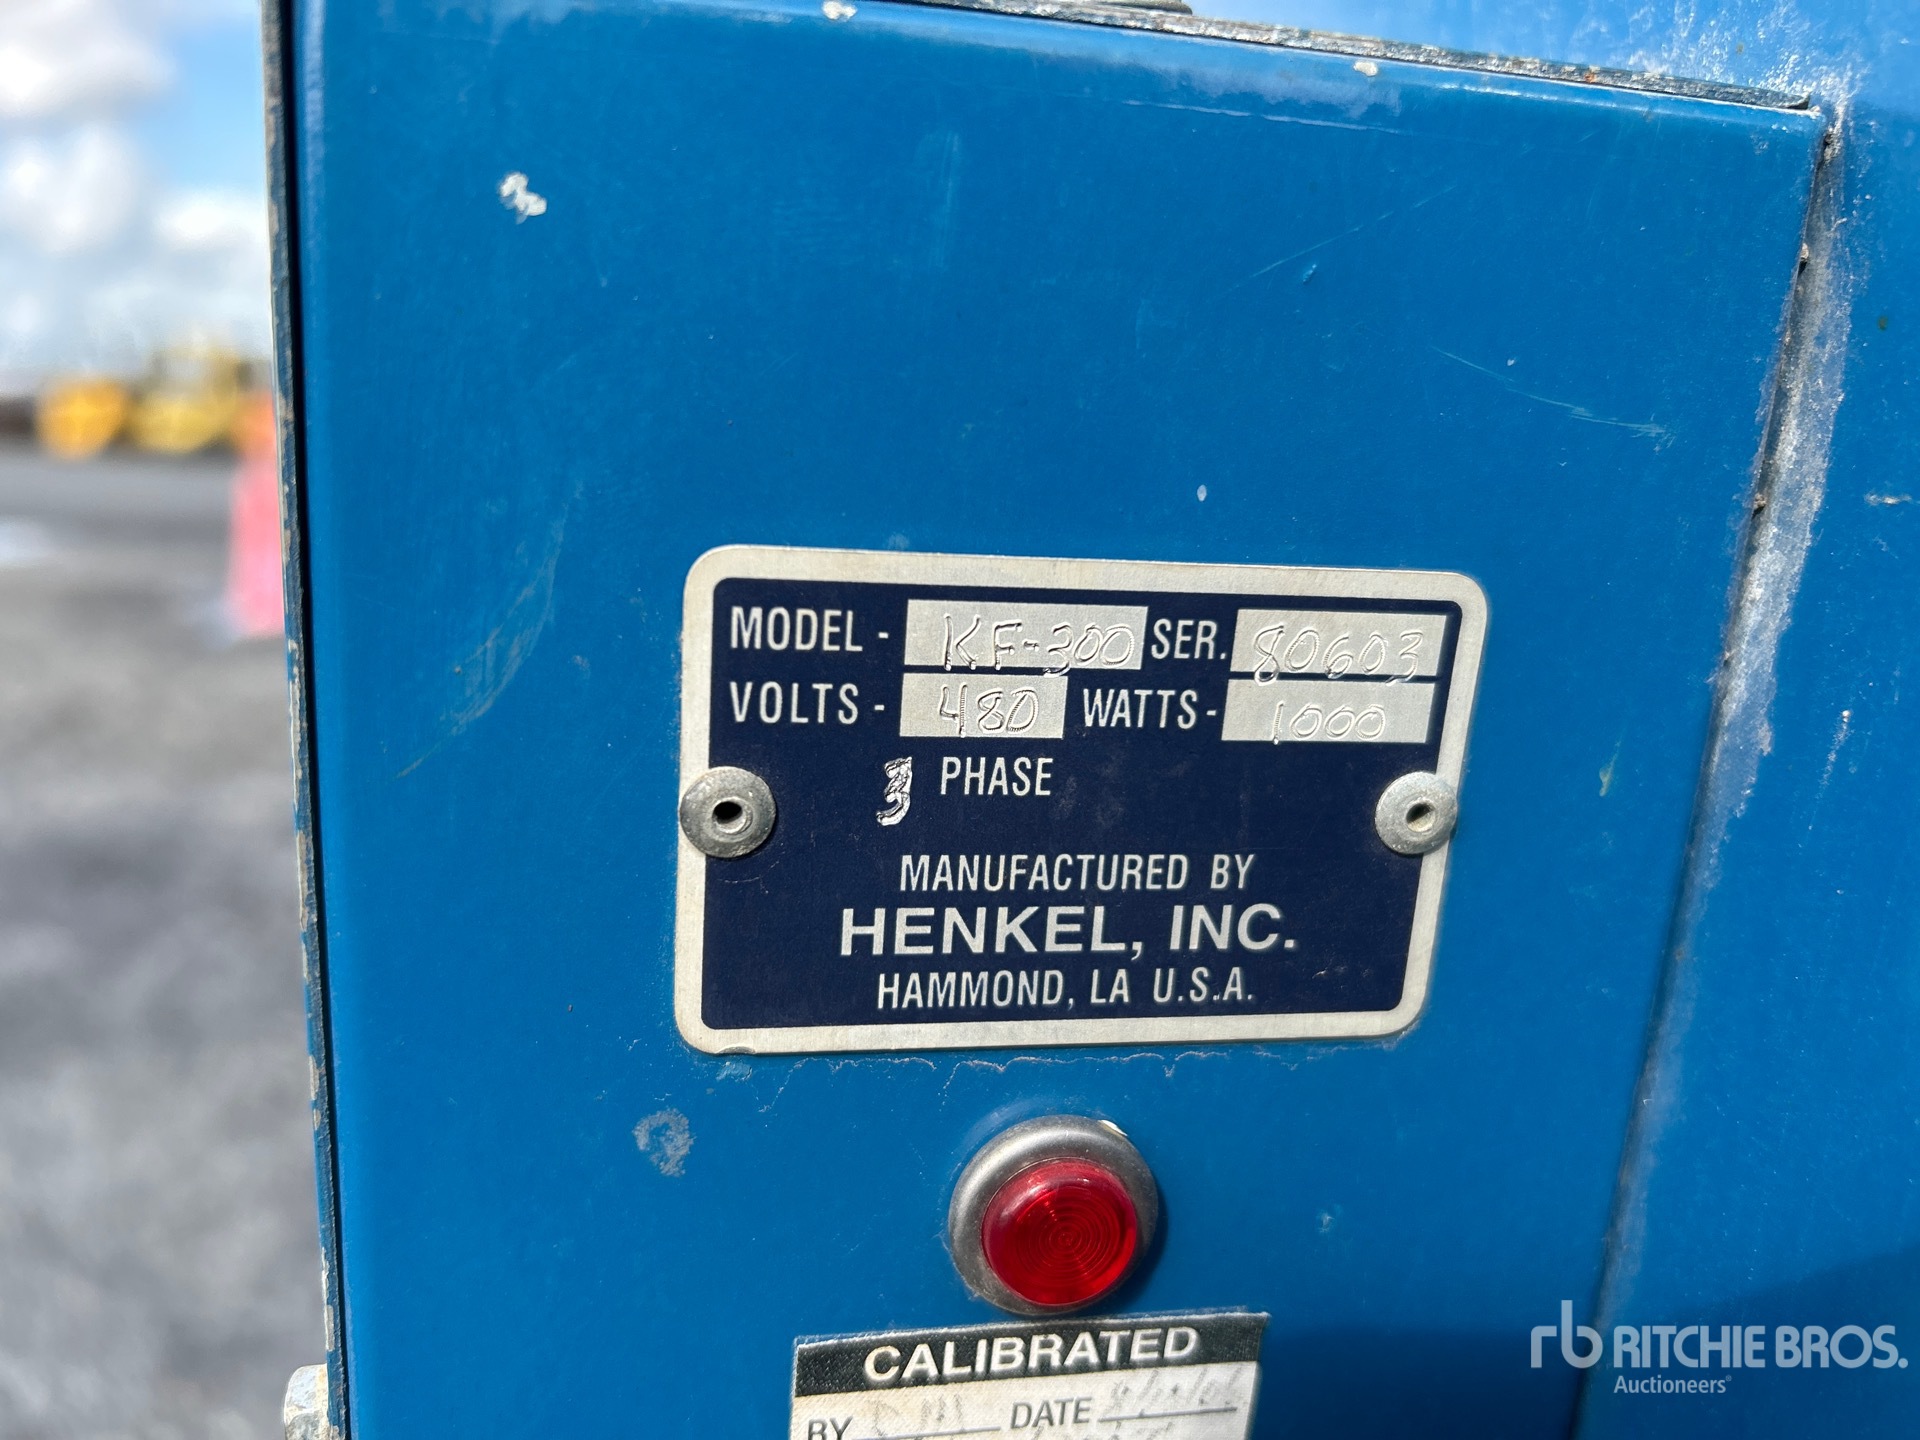 MODEL - KF-300 SER. 80603
VOLTS - 480 WATTS - 1000
3 PHASE
MANUFACTURED BY
HENKEL, INC.
HAMMOND, LA U.S.A.
CALIBRATED
BY DATE
rb RITCHIE BROS.
Auctioneers